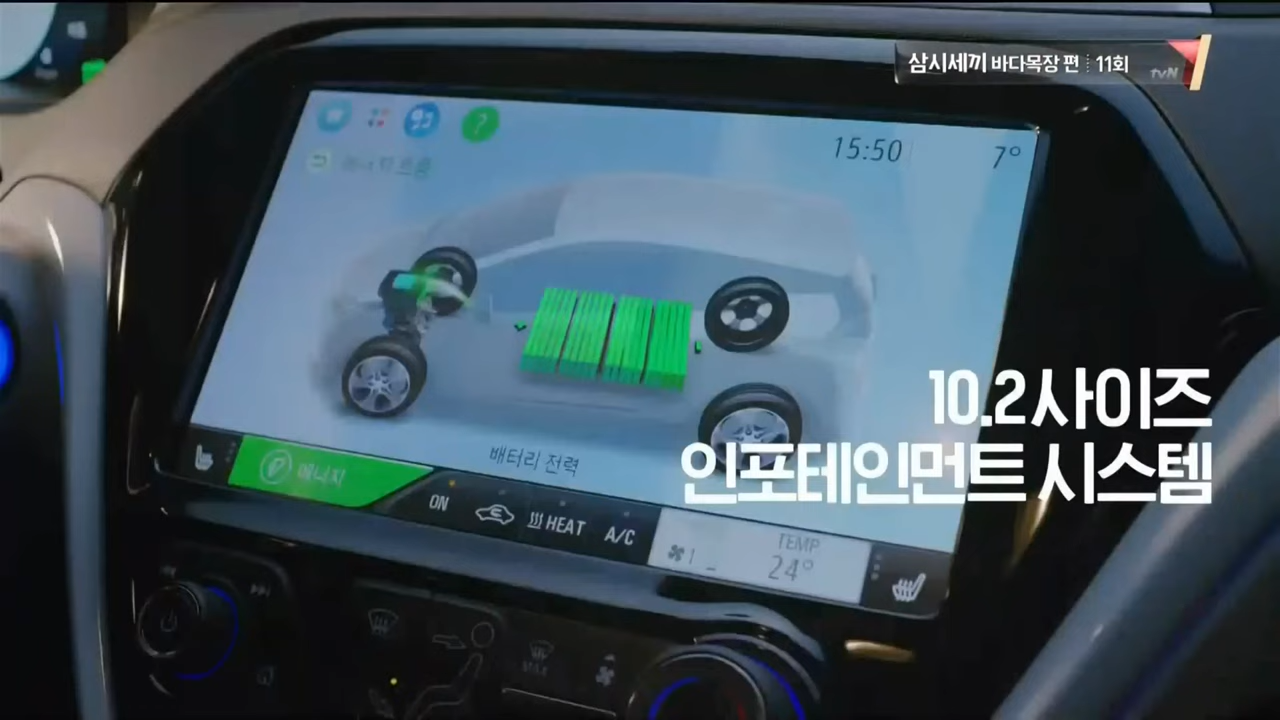 삼시세끼 바다목장 편 11회
tvN
15:50
7°
에너지 흐름
10.2사이즈
인포테인먼트 시스템
배터리 전력
에너지
ON
HEAT
A/C
1
TEMP
24°
MAX